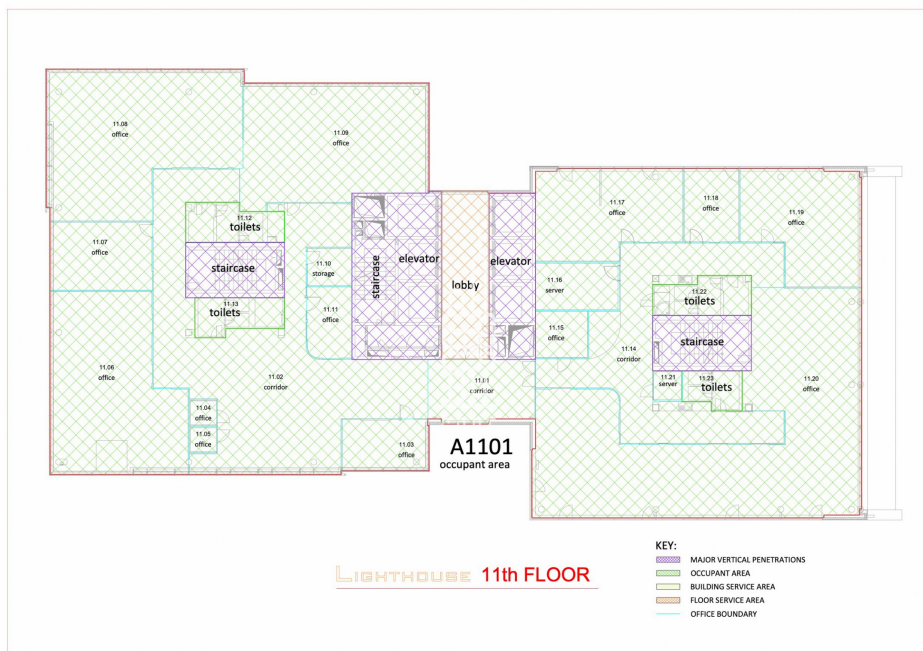 11.08
office
11.09
office
11.17
office
11.18
office
11.19
office
11.12
toilets
11.07
office
staircase
11.10
storage
staircase
elevator
lobby
elevator
11.16
server
11.22
toilets
11.13
toilets
11.11
office
11.15
office
11.14
corridor
staircase
11.06
office
11.02
corridor
11.01
corridor
11.21
server
11.23
toilets
11.20
office
11.04
office
11.05
office
11.03
office
A1101
occupant area
LIGHTHOUSE 11th FLOOR
KEY:
MAJOR VERTICAL PENETRATIONS
OCCUPANT AREA
BUILDING SERVICE AREA
FLOOR SERVICE AREA
OFFICE BOUNDARY